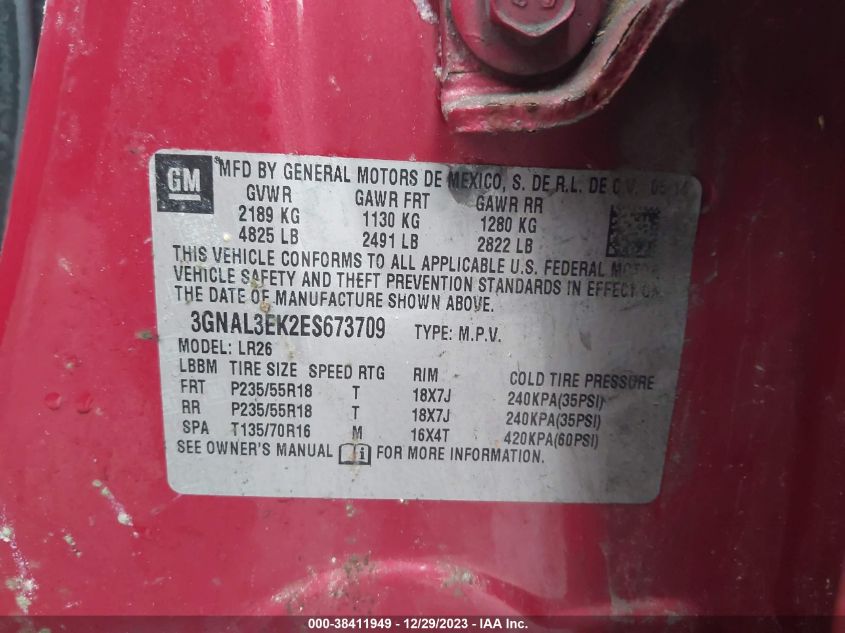 GM
MFD BY GENERAL MOTORS DE MEXICO, S. DE R.L. DE C.V. 05/14
GVWR GAWR FRT GAWR RR
2189 KG 1130 KG 1280 KG
4825 LB 2491 LB 2822 LB
THIS VEHICLE CONFORMS TO ALL APPLICABLE U.S. FEDERAL MOTOR
VEHICLE SAFETY AND THEFT PREVENTION STANDARDS IN EFFECT ON
THE DATE OF MANUFACTURE SHOWN ABOVE.
3GNAL3EK2ES673709 TYPE: M.P.V.
MODEL: LR26
LBBM TIRE SIZE SPEED RTG RIM COLD TIRE PRESSURE
FRT P235/55R18 T 18X7J 240KPA(35PSI)
RR P235/55R18 T 18X7J 240KPA(35PSI)
SPA T135/70R16 M 16X4T 420KPA(60PSI)
SEE OWNER'S MANUAL FOR MORE INFORMATION.
000-38411949 - 12/29/2023 - IAA Inc.